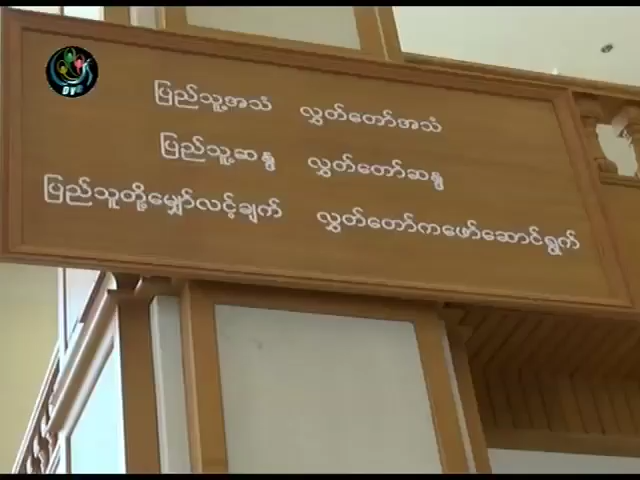 DVB
ပြည်သူ့အသံ လွှတ်တော်အသံ
ပြည်သူ့ဆန္ဒ လွှတ်တော်ဆန္ဒ
ပြည်သူတို့မျှော်လင့်ချက် လွှတ်တော်ကဖော်ဆောင်ရွက်